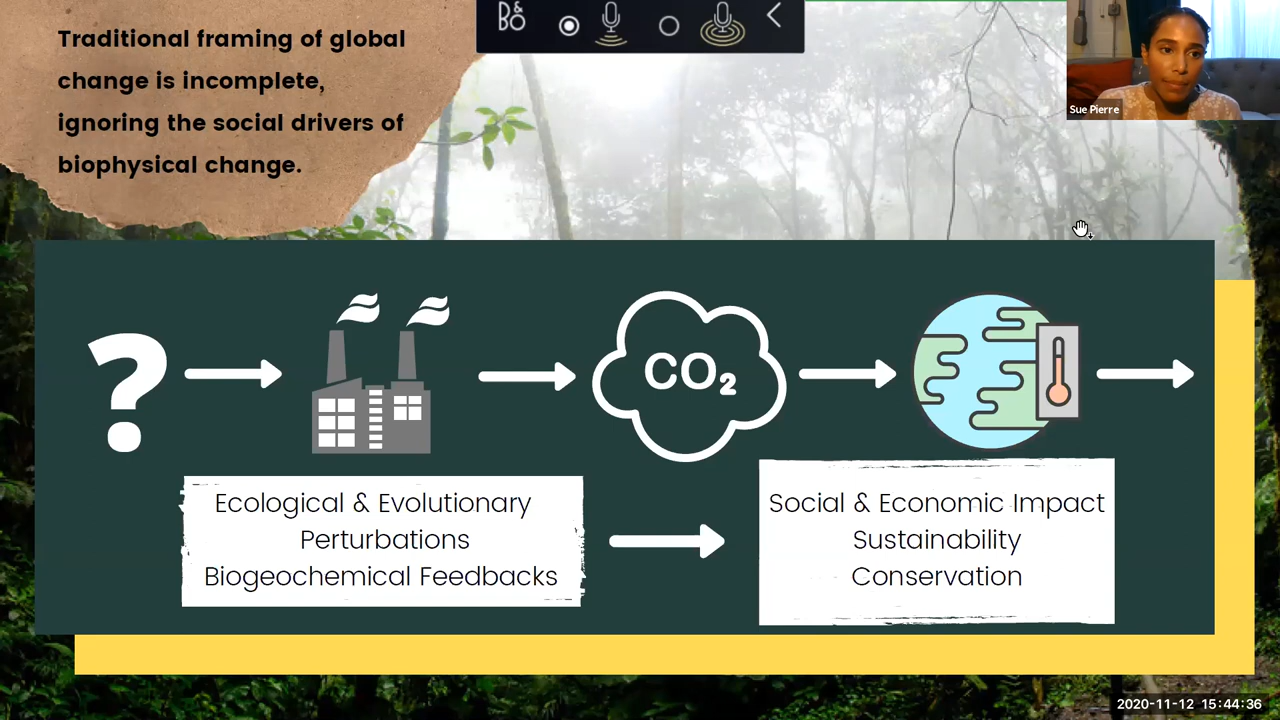 Traditional framing of global
change is incomplete,
ignoring the social drivers of
biophysical change.
B&O
Sue Pierre
?
CO₂
Ecological & Evolutionary
Perturbations
Biogeochemical Feedbacks
Social & Economic Impact
Sustainability
Conservation
2020-11-12 15:44:36